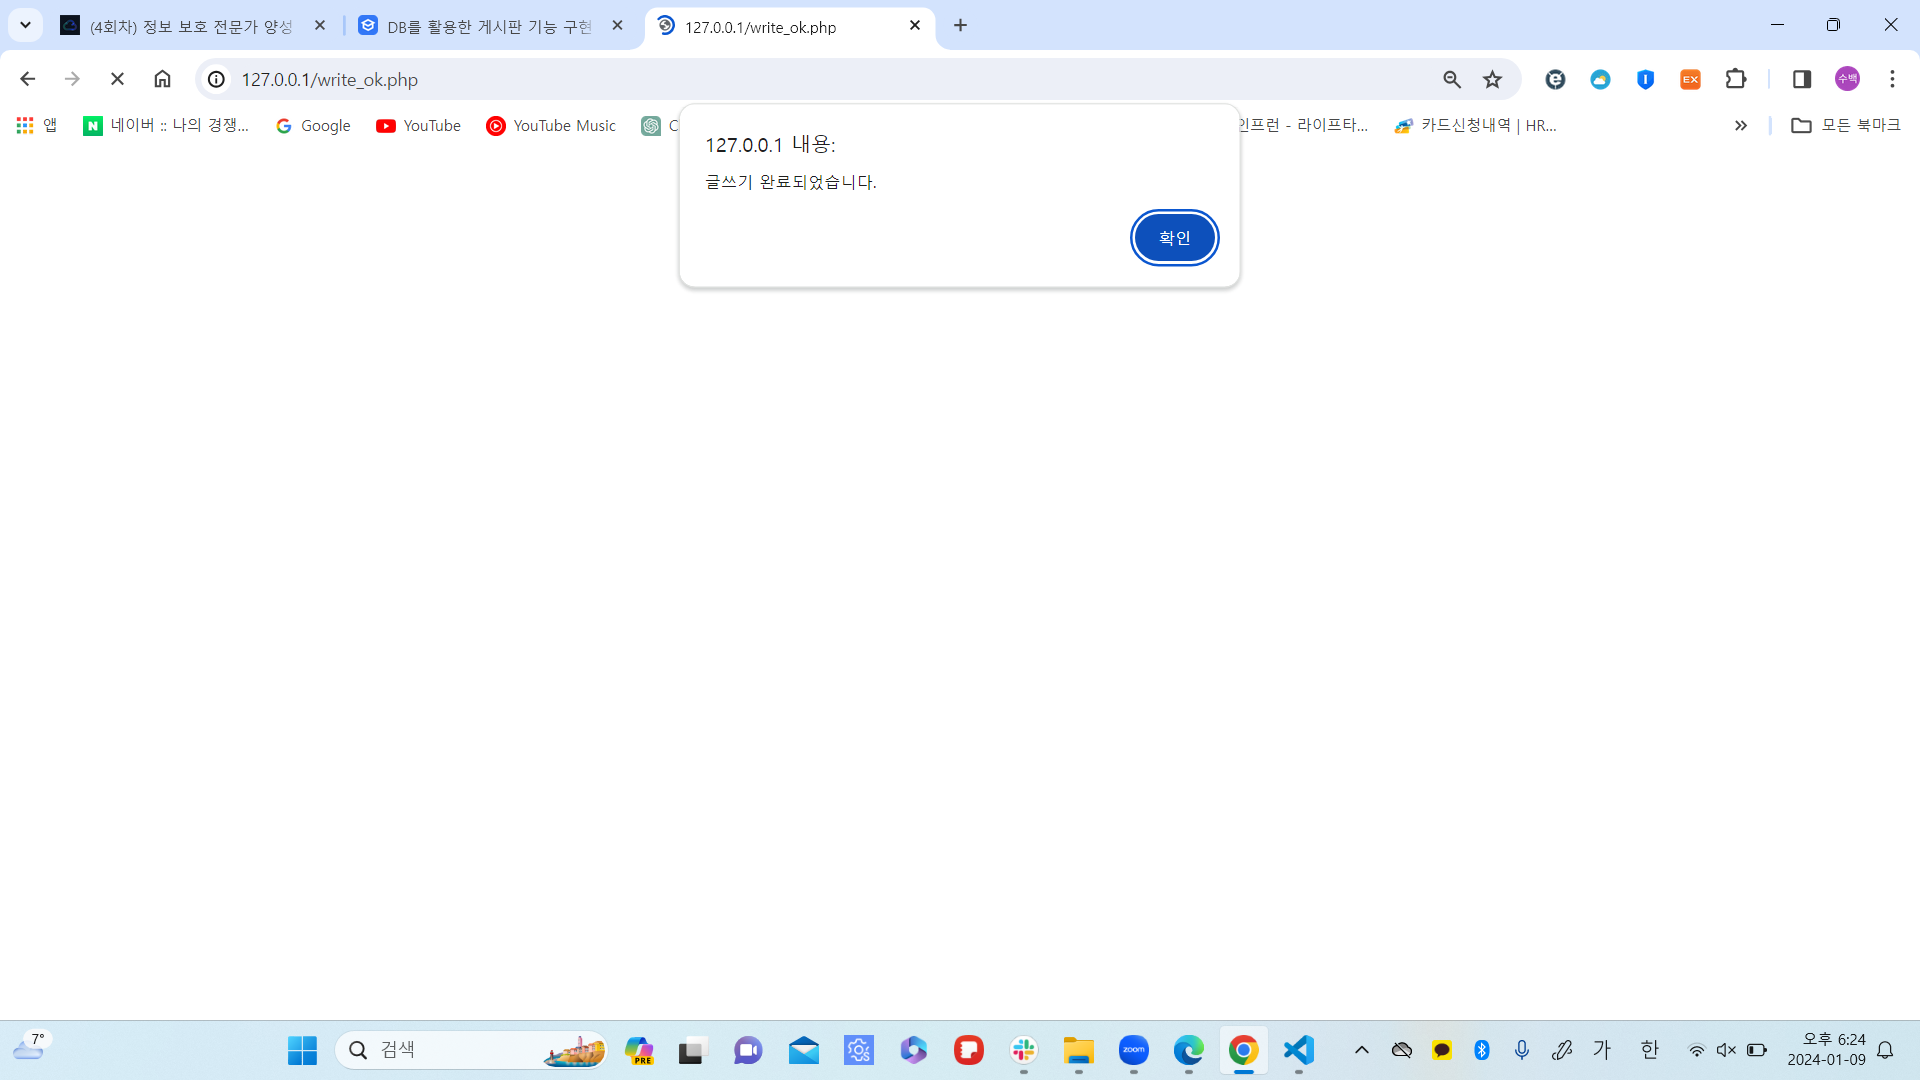 (4회차) 정보 보호 전문가 양성
DB를 활용한 게시판 기능 구현
127.0.0.1/write_ok.php
127.0.0.1/write_ok.php
EX
수백
앱
네이버 :: 나의 경쟁...
Google
YouTube
YouTube Music
인프런 - 라이프타...
카드신청내역 | HR...
모든 북마크
127.0.0.1 내용:
글쓰기 완료되었습니다.
확인
7°
검색
PRE
zoom
가
한
오후 6:24
2024-01-09